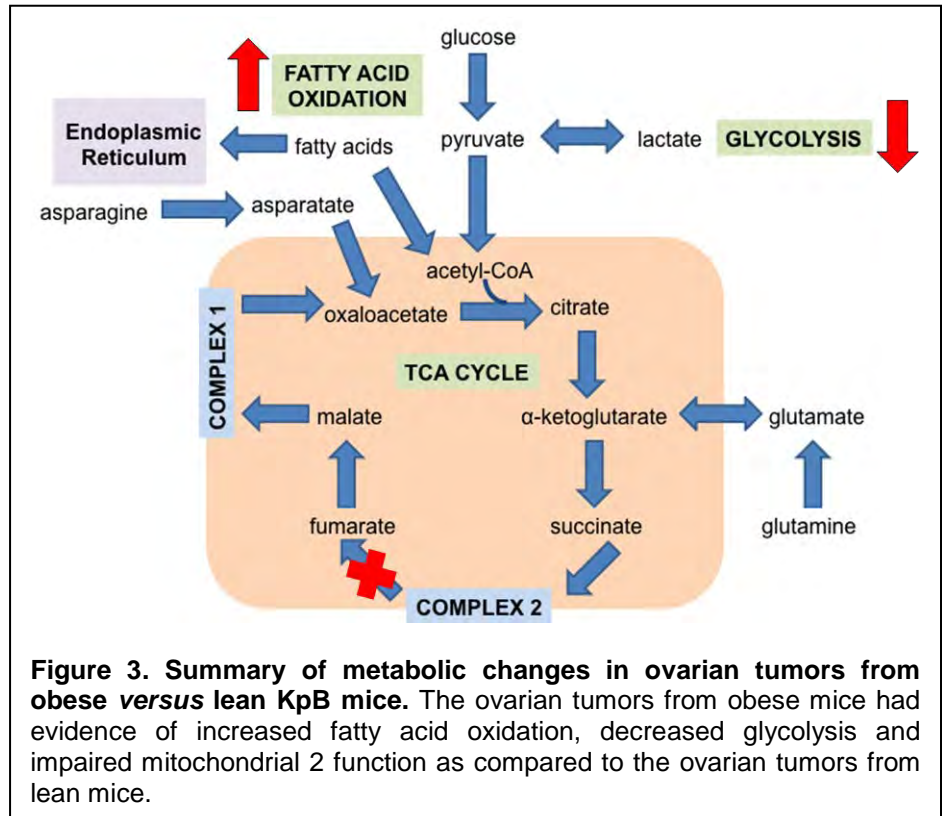 glucose
FATTY ACID
OXIDATION
Endoplasmic
Reticulum
fatty acids
pyruvate
lactate
GLYCOLYSIS
asparagine
asparatate
acetyl-CoA
COMPLEX 1
oxaloacetate
citrate
TCA CYCLE
malate
α-ketoglutarate
glutamate
fumarate
succinate
glutamine
COMPLEX 2
Figure 3. Summary of metabolic changes in ovarian tumors from
obese versus lean KpB mice. The ovarian tumors from obese mice had
evidence of increased fatty acid oxidation, decreased glycolysis and
impaired mitochondrial 2 function as compared to the ovarian tumors from
lean mice.